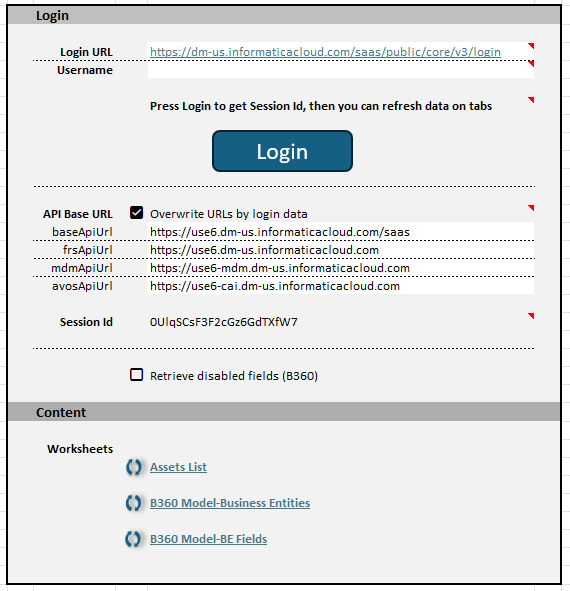 Login
Login URL https://dm-us.informaticacloud.com/saas/public/core/v3/login
Username
Press Login to get Session Id, then you can refresh data on tabs
Login
API Base URL Overwrite URLs by login data
baseApiUrl https://use6.dm-us.informaticacloud.com/saas
frsApiUrl https://use6.dm-us.informaticacloud.com
mdmApiUrl https://use6-mdm.dm-us.informaticacloud.com
avosApiUrl https://use6-cai.dm-us.informaticacloud.com
Session Id 0UlqSCsF3F2cGz6GdTXfW7
Retrieve disabled fields (B360)
Content
Worksheets
Assets List
B360 Model-Business Entities
B360 Model-BE Fields